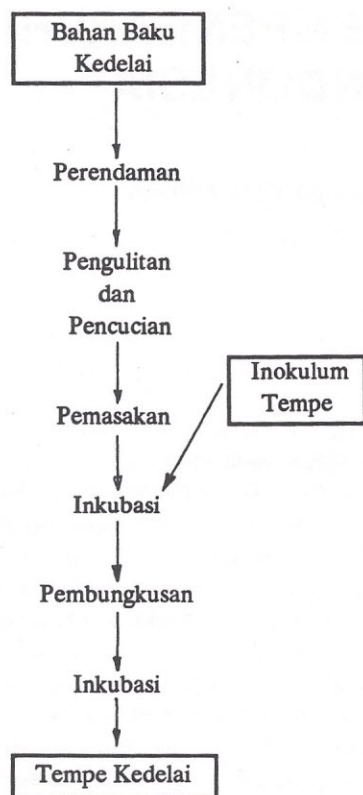 Bahan Baku
Kedelai
Perendaman
Pengulitan
dan
Pencucian
Inokulum
Tempe
Pemasakan
Inkubasi
Pembungkusan
Inkubasi
Tempe Kedelai